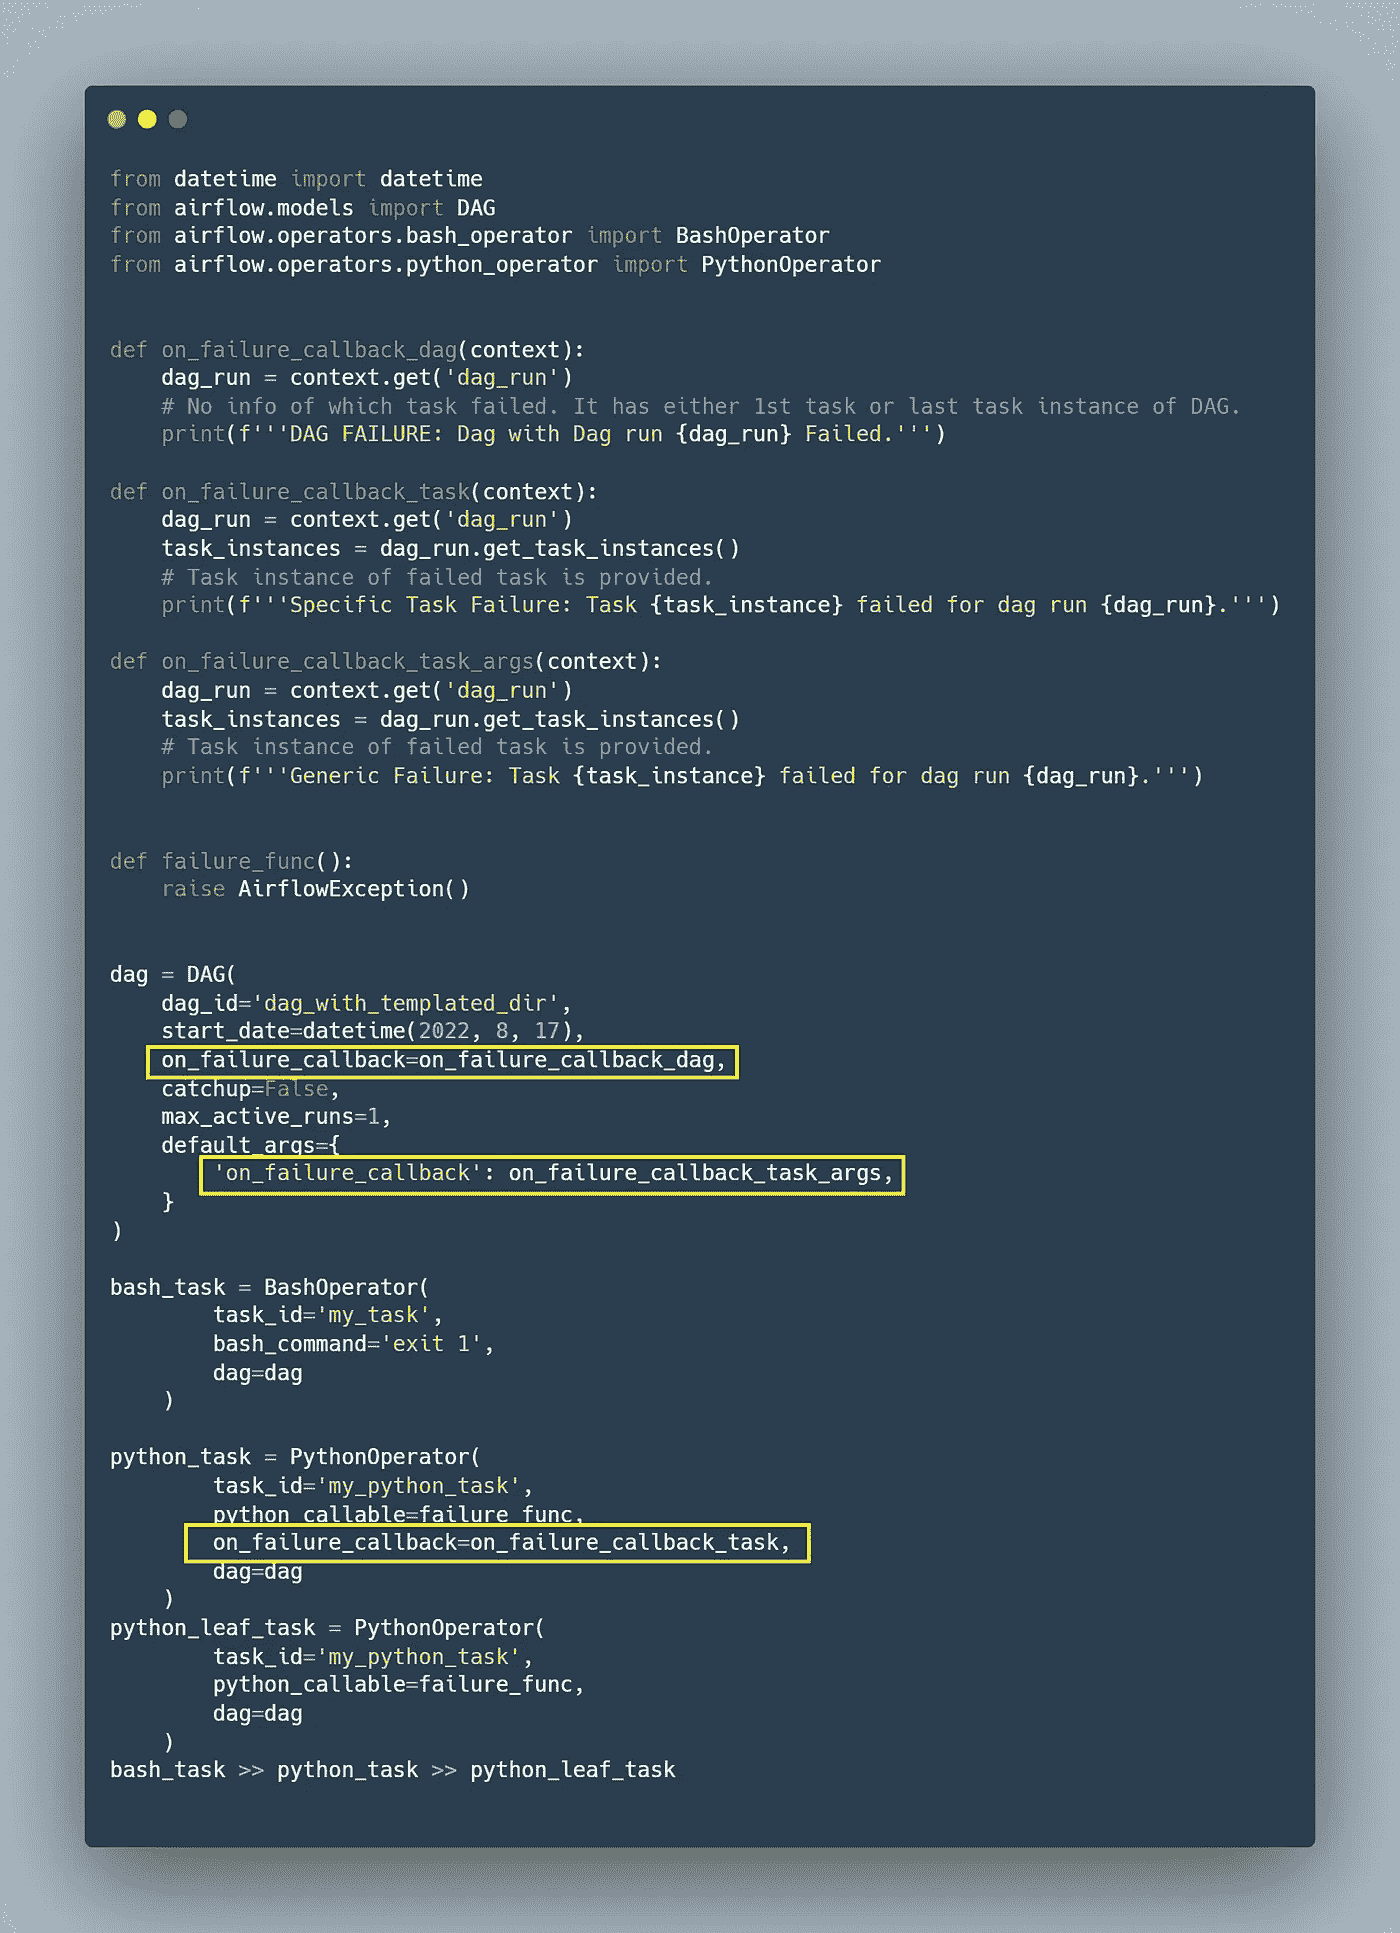 from datetime import datetime
from airflow.models import DAG
from airflow.operators.bash_operator import BashOperator
from airflow.operators.python_operator import PythonOperator
def on_failure_callback_dag(context):
    dag_run = context.get('dag_run')
    # No info of which task failed. It has either 1st task or last task instance of DAG.
    print(f'''DAG FAILURE: Dag with Dag run {dag_run} Failed.''')
def on_failure_callback_task(context):
    dag_run = context.get('dag_run')
    task_instances = dag_run.get_task_instances()
    # Task instance of failed task is provided.
    print(f'''Specific Task Failure: Task {task_instance} failed for dag run {dag_run}.''')
def on_failure_callback_task_args(context):
    dag_run = context.get('dag_run')
    task_instances = dag_run.get_task_instances()
    # Task instance of failed task is provided.
    print(f'''Generic Failure: Task {task_instance} failed for dag run {dag_run}.''')
def failure_func():
    raise AirflowException()
dag = DAG(
    dag_id='dag_with_templated_dir',
    start_date=datetime(2022, 8, 17),
    on_failure_callback=on_failure_callback_dag,
    catchup=False,
    max_active_runs=1,
    default_args={
        'on_failure_callback': on_failure_callback_task_args,
    }
)
bash_task = BashOperator(
        task_id='my_task',
        bash_command='exit 1',
        dag=dag
    )
python_task = PythonOperator(
        task_id='my_python_task',
        python_callable=failure_func,
        on_failure_callback=on_failure_callback_task,
        dag=dag
    )
python_leaf_task = PythonOperator(
        task_id='my_python_task',
        python_callable=failure_func,
        dag=dag
    )
bash_task >> python_task >> python_leaf_task